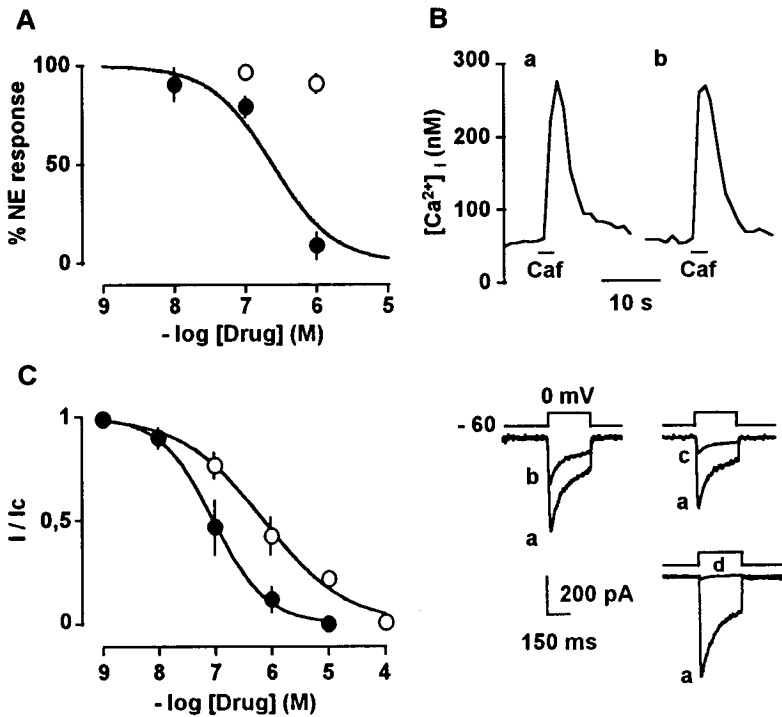 A
% NE response
100
50
0
9 8 7 6 5
- log [Drug] (M)
B
[Ca2+] i (nM)
300
200
100
0
a b
Caf Caf
10 s
C
I / Ic
1
0,5
0
9 8 7 6 5 4
- log [Drug] (M)
0 mV
- 60
b
a
c
a
d
a
200 pA
150 ms